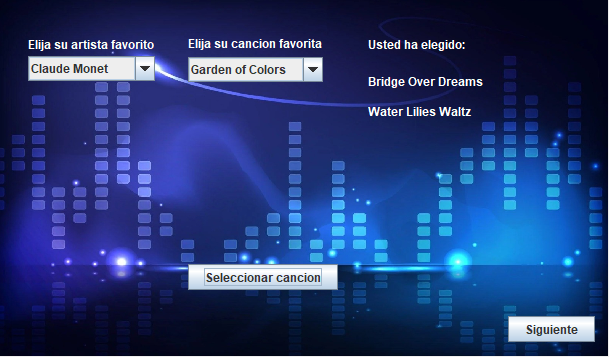 Elija su artista favorito
Claude Monet
Elija su cancion favorita
Garden of Colors
Usted ha elegido:
Bridge Over Dreams
Water Lilies Waltz
Seleccionar cancion
Siguiente